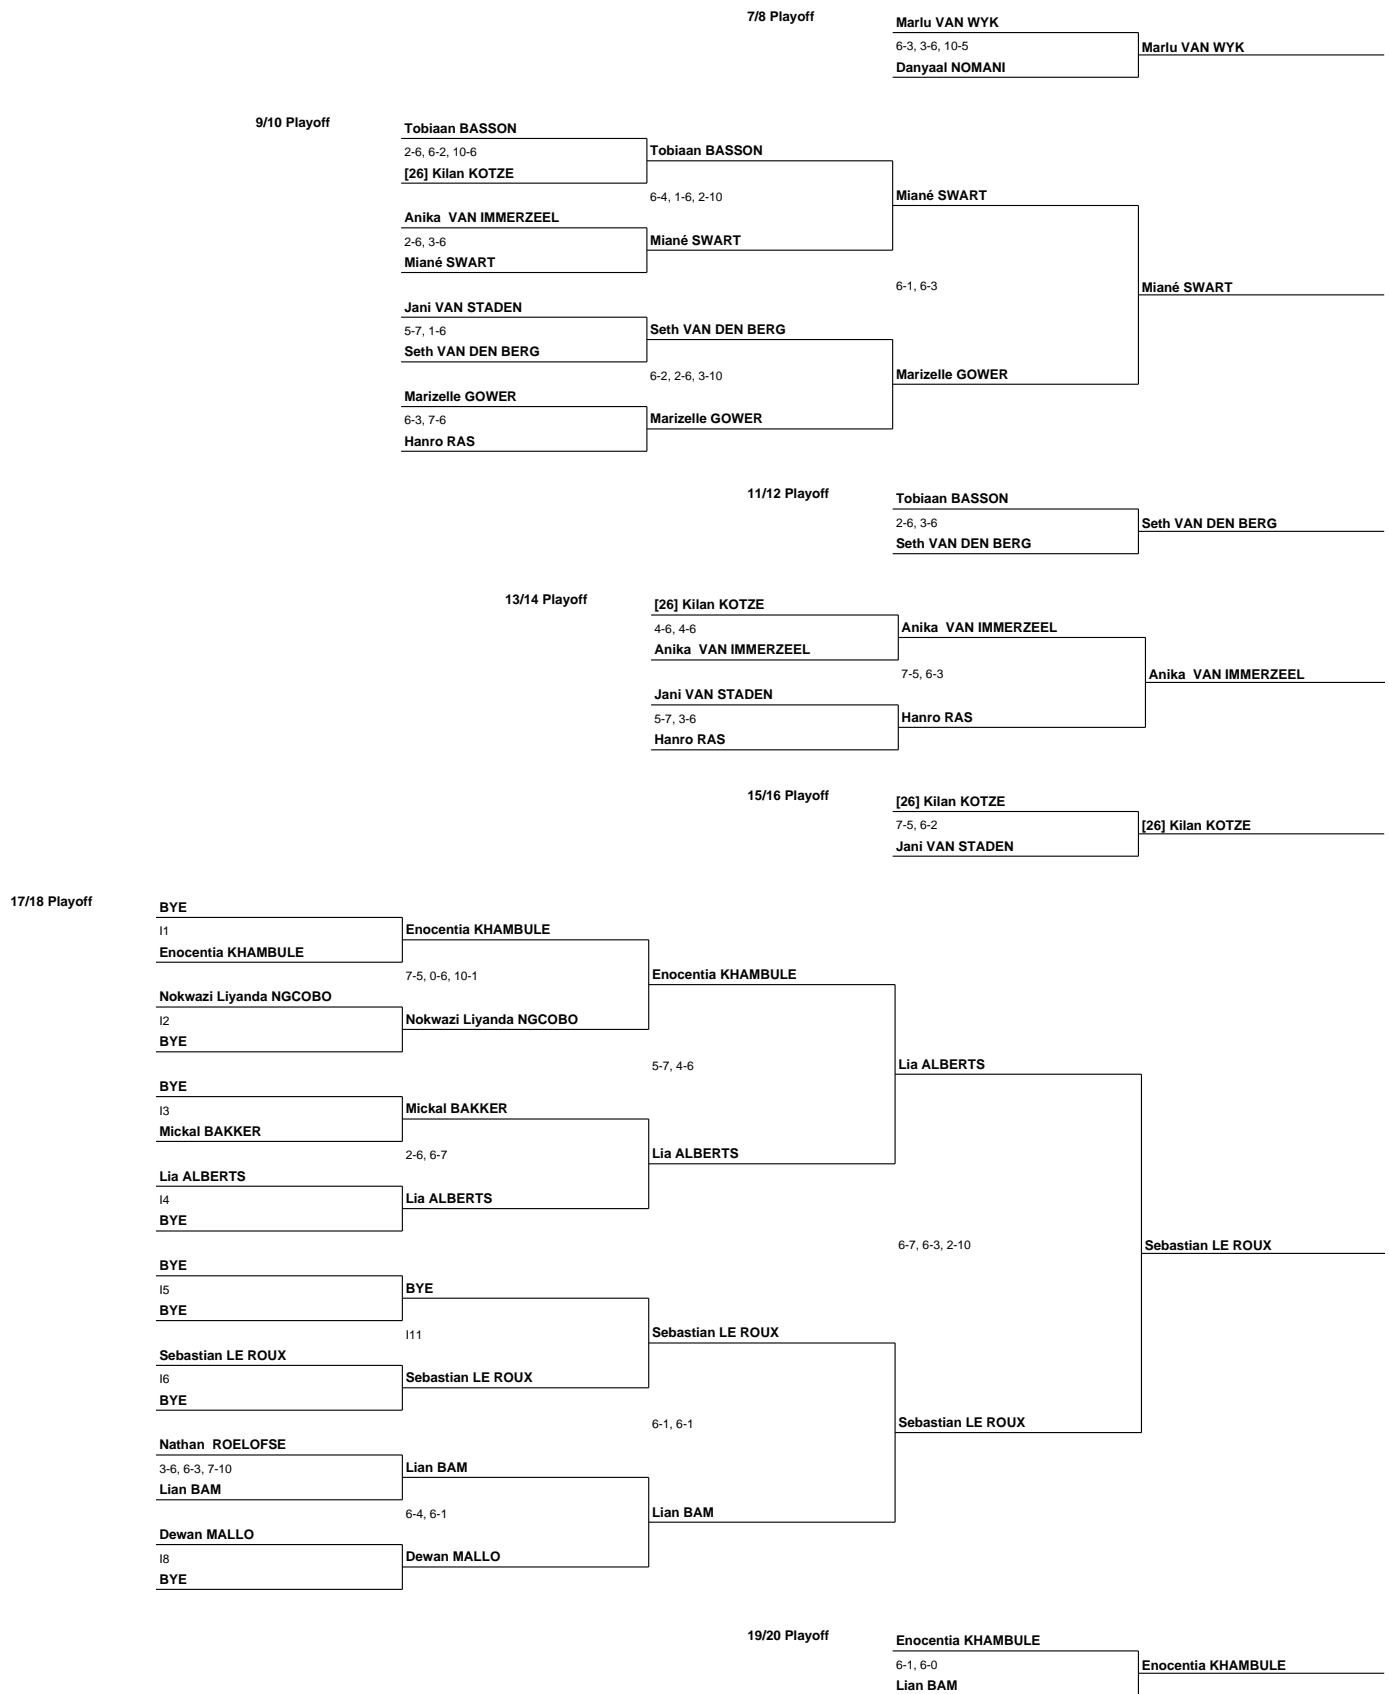 7/8 Playoff
Marlu VAN WYK
6-3, 3-6, 10-5
Marlu VAN WYK
Danyaal NOMANI
9/10 Playoff
Tobiaan BASSON
2-6, 6-2, 10-6
Tobiaan BASSON
[26] Kilan KOTZE
6-4, 1-6, 2-10
Miané SWART
Anika VAN IMMERZEEL
2-6, 3-6
Miané SWART
Miané SWART
6-1, 6-3
Miané SWART
Jani VAN STADEN
5-7, 1-6
Seth VAN DEN BERG
Seth VAN DEN BERG
6-2, 2-6, 3-10
Marizelle GOWER
Marizelle GOWER
6-3, 7-6
Marizelle GOWER
Hanro RAS
11/12 Playoff
Tobiaan BASSON
2-6, 3-6
Seth VAN DEN BERG
Seth VAN DEN BERG
13/14 Playoff
[26] Kilan KOTZE
4-6, 4-6
Anika VAN IMMERZEEL
Anika VAN IMMERZEEL
7-5, 6-3
Anika VAN IMMERZEEL
Jani VAN STADEN
5-7, 3-6
Hanro RAS
Hanro RAS
15/16 Playoff
[26] Kilan KOTZE
7-5, 6-2
[26] Kilan KOTZE
Jani VAN STADEN
17/18 Playoff
BYE
I1
Enocentia KHAMBULE
Enocentia KHAMBULE
7-5, 0-6, 10-1
Enocentia KHAMBULE
Nokwazi Liyanda NGCOBO
I2
Nokwazi Liyanda NGCOBO
BYE
5-7, 4-6
Lia ALBERTS
BYE
I3
Mickal BAKKER
Mickal BAKKER
2-6, 6-7
Lia ALBERTS
Lia ALBERTS
I4
Lia ALBERTS
BYE
6-7, 6-3, 2-10
Sebastian LE ROUX
BYE
I5
BYE
BYE
I11
Sebastian LE ROUX
Sebastian LE ROUX
I6
Sebastian LE ROUX
BYE
6-1, 6-1
Sebastian LE ROUX
Nathan ROELOFSE
3-6, 6-3, 7-10
Lian BAM
Lian BAM
6-4, 6-1
Lian BAM
Dewan MALLO
I8
Dewan MALLO
BYE
19/20 Playoff
Enocentia KHAMBULE
6-1, 6-0
Enocentia KHAMBULE
Lian BAM